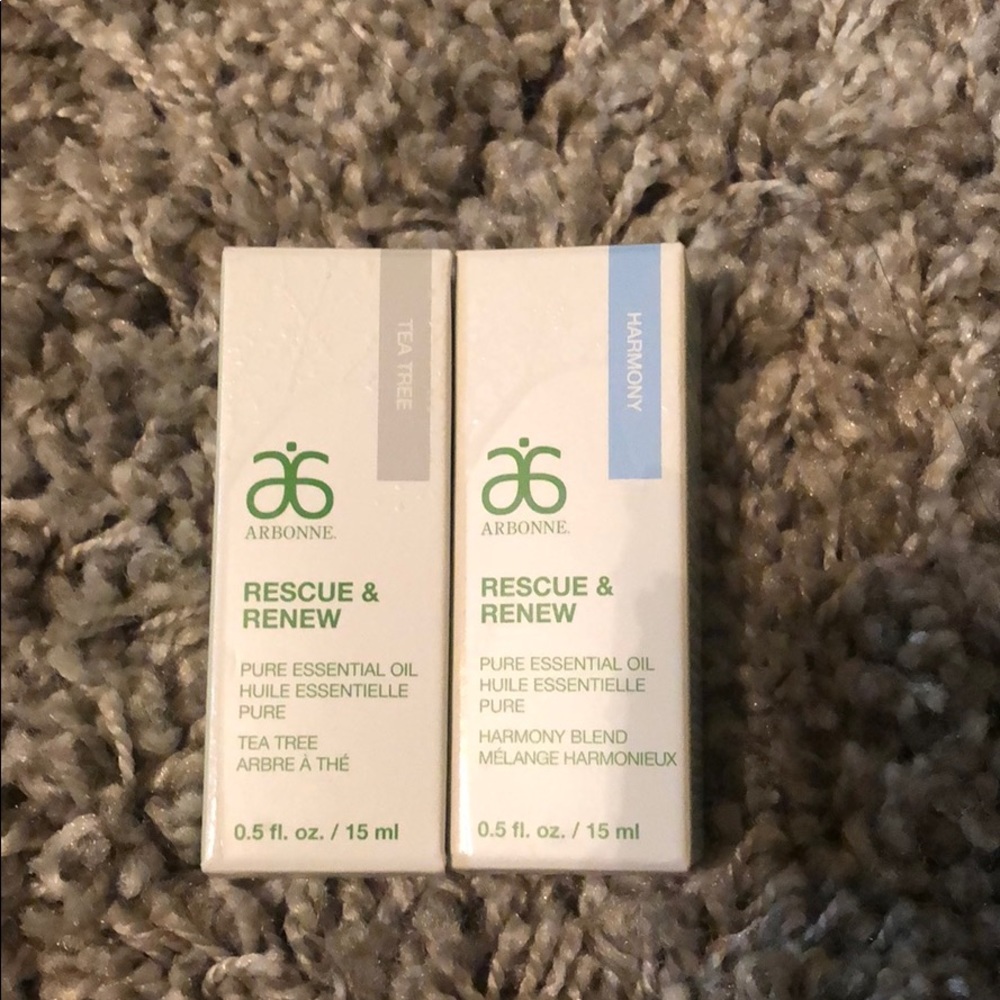 TEA TREE
ARBONNE.
RESCUE &
RENEW
PURE ESSENTIAL OIL
HUILE ESSENTIELLE
PURE
TEA TREE
ARBRE À THÉ
0.5 fl. oz. / 15 ml
HARMONY
ARBONNE.
RESCUE &
RENEW
PURE ESSENTIAL OIL
HUILE ESSENTIELLE
PURE
HARMONY BLEND
MÉLANGE HARMONIEUX
0.5 fl. oz. / 15 ml